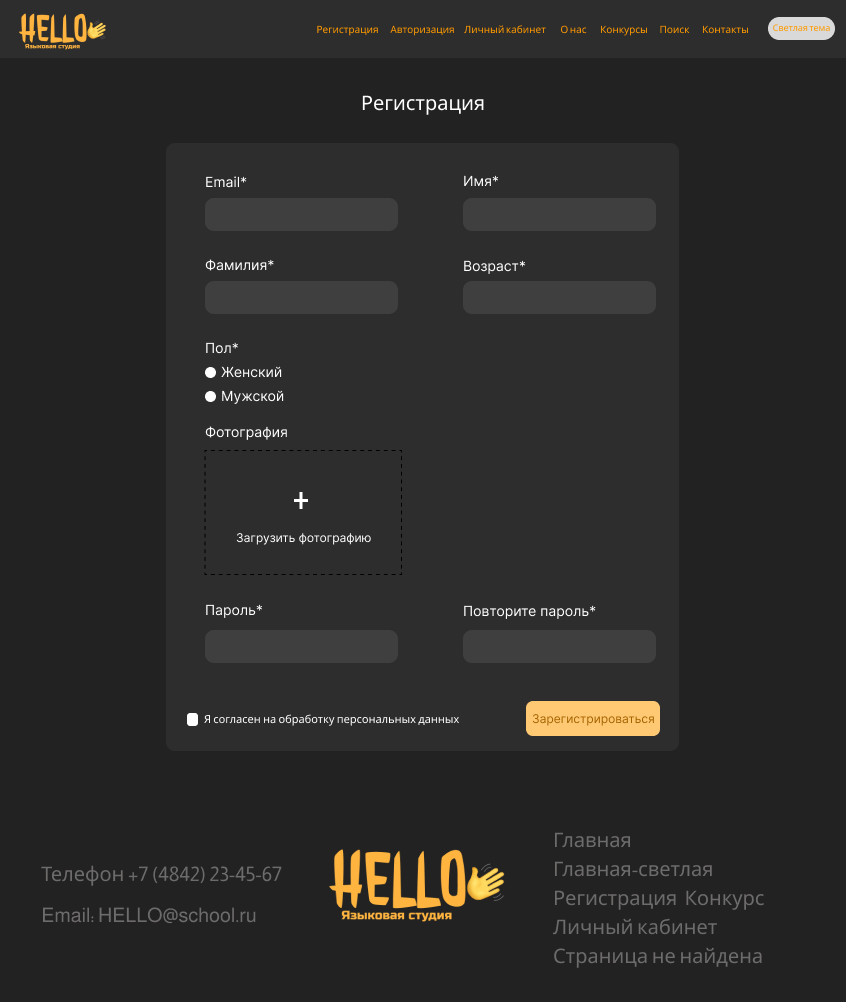 HELLO
Языковая студия
Регистрация Авторизация Личный кабинет О нас Конкурсы Поиск Контакты Светлая тема
Регистрация
Email* Имя*
Фамилия* Возраст*
Пол*
Женский
Мужской
Фотография
+
Загрузить фотографию
Пароль* Повторите пароль*
Я согласен на обработку персональных данных Зарегистрироваться
Телефон +7 (4842) 23-45-67
Email: HELLO@school.ru
HELLO
Языковая студия
Главная
Главная-светлая
Регистрация Конкурс
Личный кабинет
Страница не найдена